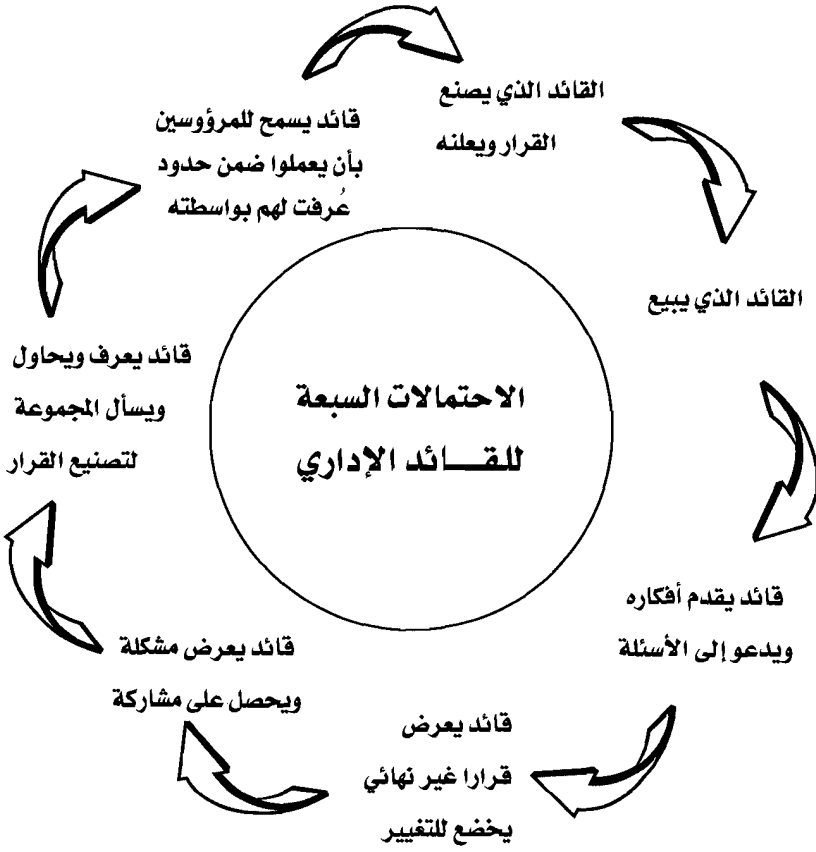 الاحتمالات السبعة
للقـــائد الإداري
القائد الذي يصنع
القرار ويعلنه
القائد الذي يبيع
قائد يقدم أفكاره
ويدعو إلى الأسئلة
قائد يعرض
قرارا غير نهائي
يخضع للتغيير
قائد يعرض مشكلة
ويحصل على مشاركة
قائد يعرف ويحاول
ويسأل المجموعة
لتصنيع القرار
قائد يسمح للمرؤوسين
بأن يعملوا ضمن حدود
عُرفت لهم بواسطته